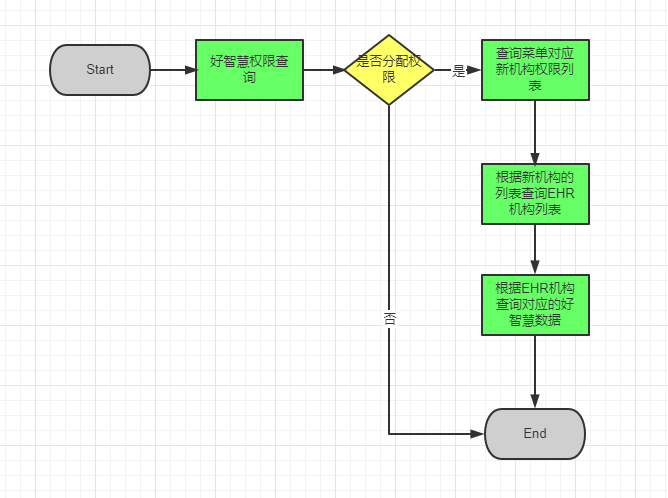 Start
好智慧权限查
询
是否分配权
限
是
查询菜单对应
新机构权限列
表
根据新机构的
列表查询EHR
机构列表
根据EHR机构
查询对应的好
智慧数据
否
End